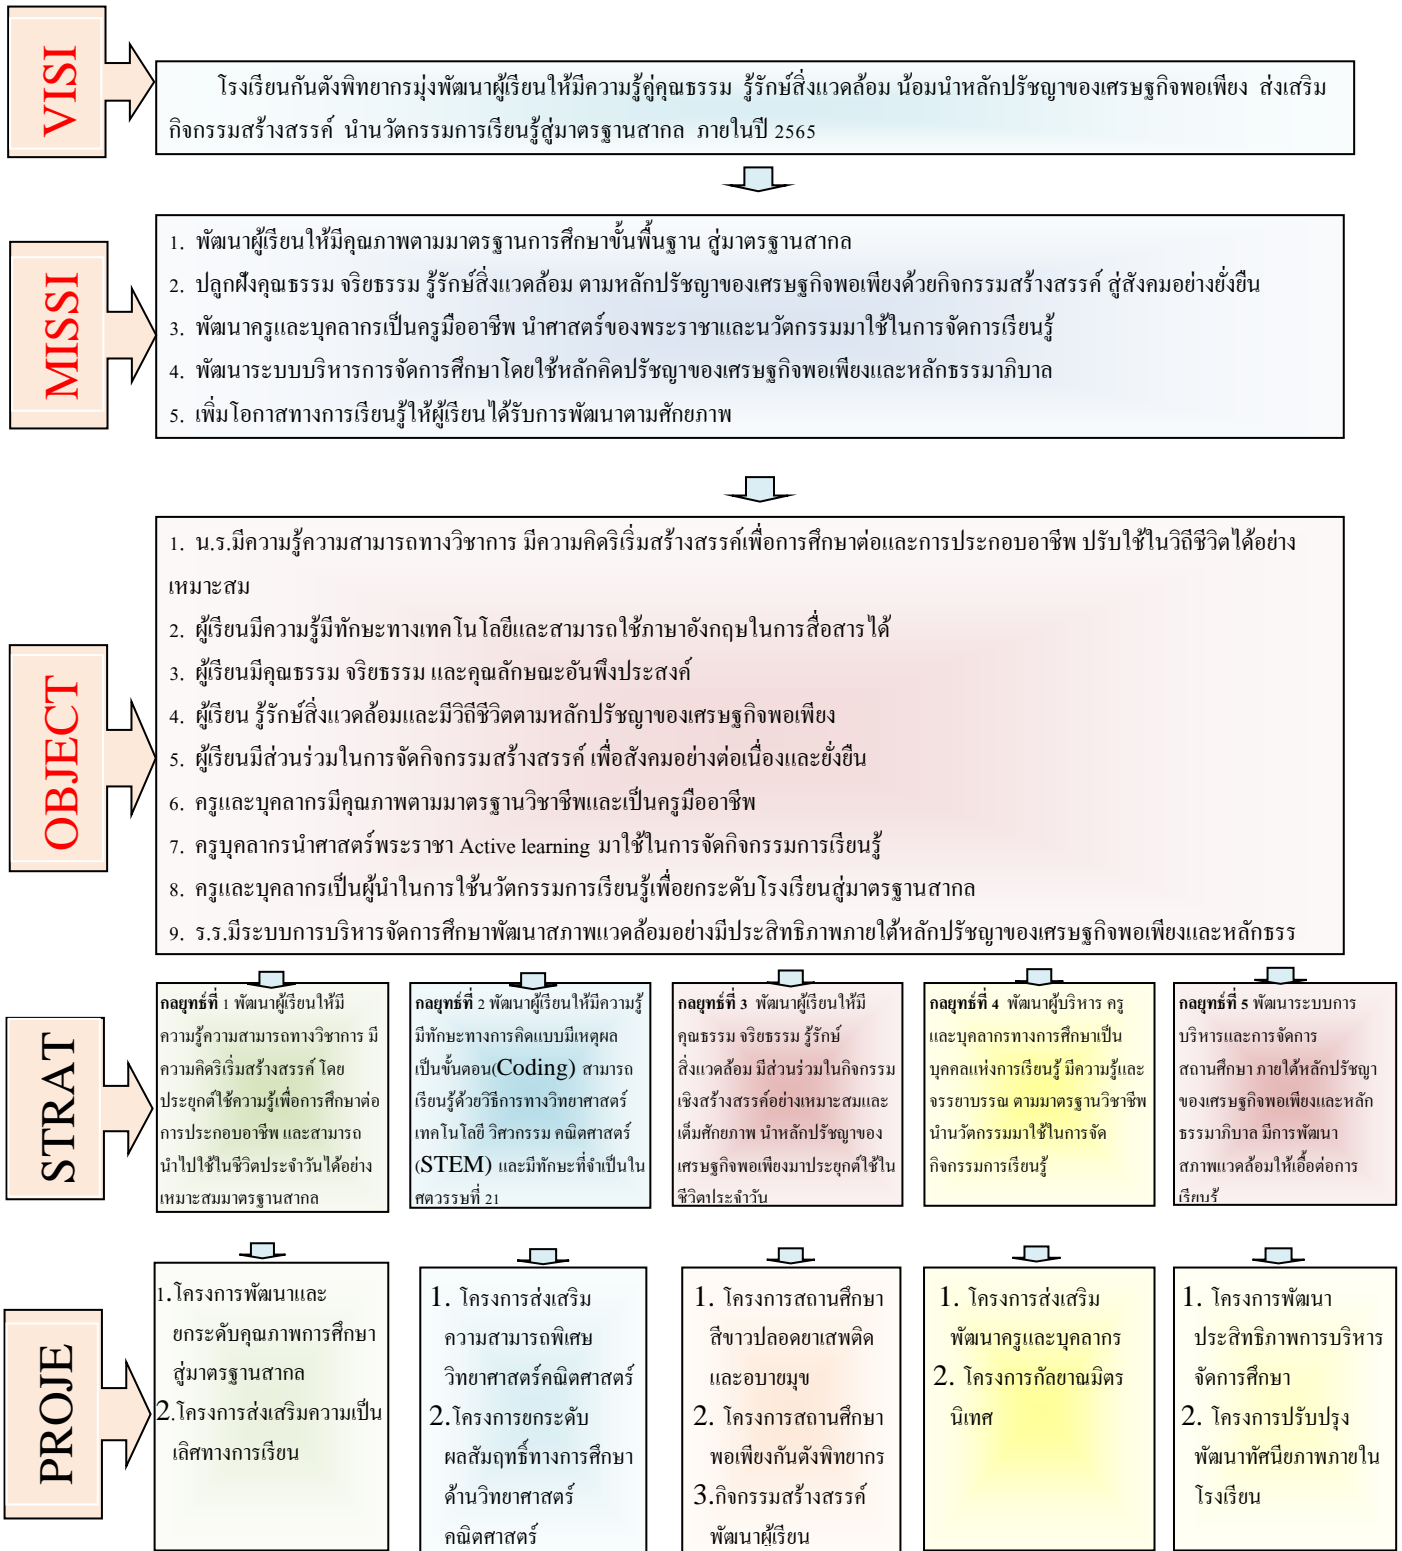 VISI
โรงเรียนกันตังพิทยากรมุ่งพัฒนาผู้เรียนให้มีความรู้คู่คุณธรรม รู้รักษ์สิ่งแวดล้อม น้อมนำหลักปรัชญาของเศรษฐกิจพอเพียง ส่งเสริม
กิจกรรมสร้างสรรค์ นำนวัตกรรมการเรียนรู้สู่มาตรฐานสากล ภายในปี 2565
MISSI
1. พัฒนาผู้เรียนให้มีคุณภาพตามมาตรฐานการศึกษาขั้นพื้นฐาน สู่มาตรฐานสากล
2. ปลูกฝังคุณธรรม จริยธรรม รู้รักษ์สิ่งแวดล้อม ตามหลักปรัชญาของเศรษฐกิจพอเพียงด้วยกิจกรรมสร้างสรรค์ สู่สังคมอย่างยั่งยืน
3. พัฒนาครูและบุคลากรเป็นครูมืออาชีพ นำศาสตร์ของพระราชาและนวัตกรรมมาใช้ในการจัดการเรียนรู้
4. พัฒนาระบบบริหารการจัดการศึกษาโดยใช้หลักคิดปรัชญาของเศรษฐกิจพอเพียงและหลักธรรมาภิบาล
5. เพิ่มโอกาสทางการเรียนรู้ให้ผู้เรียนได้รับการพัฒนาตามศักยภาพ
OBJECT
1. น.ร.มีความรู้ความสามารถทางวิชาการ มีความคิดริเริ่มสร้างสรรค์เพื่อการศึกษาต่อและการประกอบอาชีพ ปรับใช้ในวิถีชีวิตได้อย่าง
เหมาะสม
2. ผู้เรียนมีความรู้มีทักษะทางเทคโนโลยีและสามารถใช้ภาษาอังกฤษในการสื่อสารได้
3. ผู้เรียนมีคุณธรรม จริยธรรม และคุณลักษณะอันพึงประสงค์
4. ผู้เรียน รู้รักษ์สิ่งแวดล้อมและมีวิถีชีวิตตามหลักปรัชญาของเศรษฐกิจพอเพียง
5. ผู้เรียนมีส่วนร่วมในการจัดกิจกรรมสร้างสรรค์ เพื่อสังคมอย่างต่อเนื่องและยั่งยืน
6. ครูและบุคลากรมีคุณภาพตามมาตรฐานวิชาชีพและเป็นครูมืออาชีพ
7. ครูบุคลากรนำศาสตร์พระราชา Active learning มาใช้ในการจัดกิจกรรมการเรียนรู้
8. ครูและบุคลากรเป็นผู้นำในการใช้นวัตกรรมการเรียนรู้เพื่อยกระดับโรงเรียนสู่มาตรฐานสากล
9. ร.ร.มีระบบการบริหารจัดการศึกษาพัฒนาสภาพแวดล้อมอย่างมีประสิทธิภาพภายใต้หลักปรัชญาของเศรษฐกิจพอเพียงและหลักธรร
STRAT
กลยุทธ์ที่ 1 พัฒนาผู้เรียนให้มี
ความรู้ความสามารถทางวิชาการ มี
ความคิดริเริ่มสร้างสรรค์ โดย
ประยุกต์ใช้ความรู้เพื่อการศึกษาต่อ
การประกอบอาชีพ และสามารถ
นำไปใช้ในชีวิตประจำวันได้อย่าง
เหมาะสมมาตรฐานสากล
กลยุทธ์ที่ 2 พัฒนาผู้เรียนให้มีความรู้
มีทักษะทางการคิดแบบมีเหตุผล
เป็นขั้นตอน(Coding) สามารถ
เรียนรู้ด้วยวิธีการทางวิทยาศาสตร์
เทคโนโลยี วิศวกรรม คณิตศาสตร์
(STEM) และมีทักษะที่จำเป็นใน
ศตวรรษที่ 21
กลยุทธ์ที่ 3 พัฒนาผู้เรียนให้มี
คุณธรรม จริยธรรม รู้รักษ์
สิ่งแวดล้อม มีส่วนร่วมในกิจกรรม
เชิงสร้างสรรค์อย่างเหมาะสมและ
เต็มศักยภาพ นำหลักปรัชญาของ
เศรษฐกิจพอเพียงมาประยุกต์ใช้ใน
ชีวิตประจำวัน
กลยุทธ์ที่ 4 พัฒนาผู้บริหาร ครู
และบุคลากรทางการศึกษาเป็น
บุคคลแห่งการเรียนรู้ มีความรู้และ
จรรยาบรรณ ตามมาตรฐานวิชาชีพ
นำนวัตกรรมมาใช้ในการจัด
กิจกรรมการเรียนรู้
กลยุทธ์ที่ 5 พัฒนาระบบการ
บริหารและการจัดการ
สถานศึกษา ภายใต้หลักปรัชญา
ของเศรษฐกิจพอเพียงและหลัก
ธรรมาภิบาล มีการพัฒนา
สภาพแวดล้อมให้เอื้อต่อการ
เรียนรู้
PROJE
1.โครงการพัฒนาและ
ยกระดับคุณภาพการศึกษา
สู่มาตรฐานสากล
2.โครงการส่งเสริมความเป็น
เลิศทางการเรียน
1. โครงการส่งเสริม
ความสามารถพิเศษ
วิทยาศาสตร์คณิตศาสตร์
2.โครงการยกระดับ
ผลสัมฤทธิ์ทางการศึกษา
ด้านวิทยาศาสตร์
คณิตศาสตร์
1. โครงการสถานศึกษา
สีขาวปลอดยาเสพติด
และอบายมุข
2. โครงการสถานศึกษา
พอเพียงกันตังพิทยากร
3.กิจกรรมสร้างสรรค์
พัฒนาผู้เรียน
1. โครงการส่งเสริม
พัฒนาครูและบุคลากร
2. โครงการกัลยาณมิตร
นิเทศ
1. โครงการพัฒนา
ประสิทธิภาพการบริหาร
จัดการศึกษา
2. โครงการปรับปรุง
พัฒนาทัศนียภาพภายใน
โรงเรียน